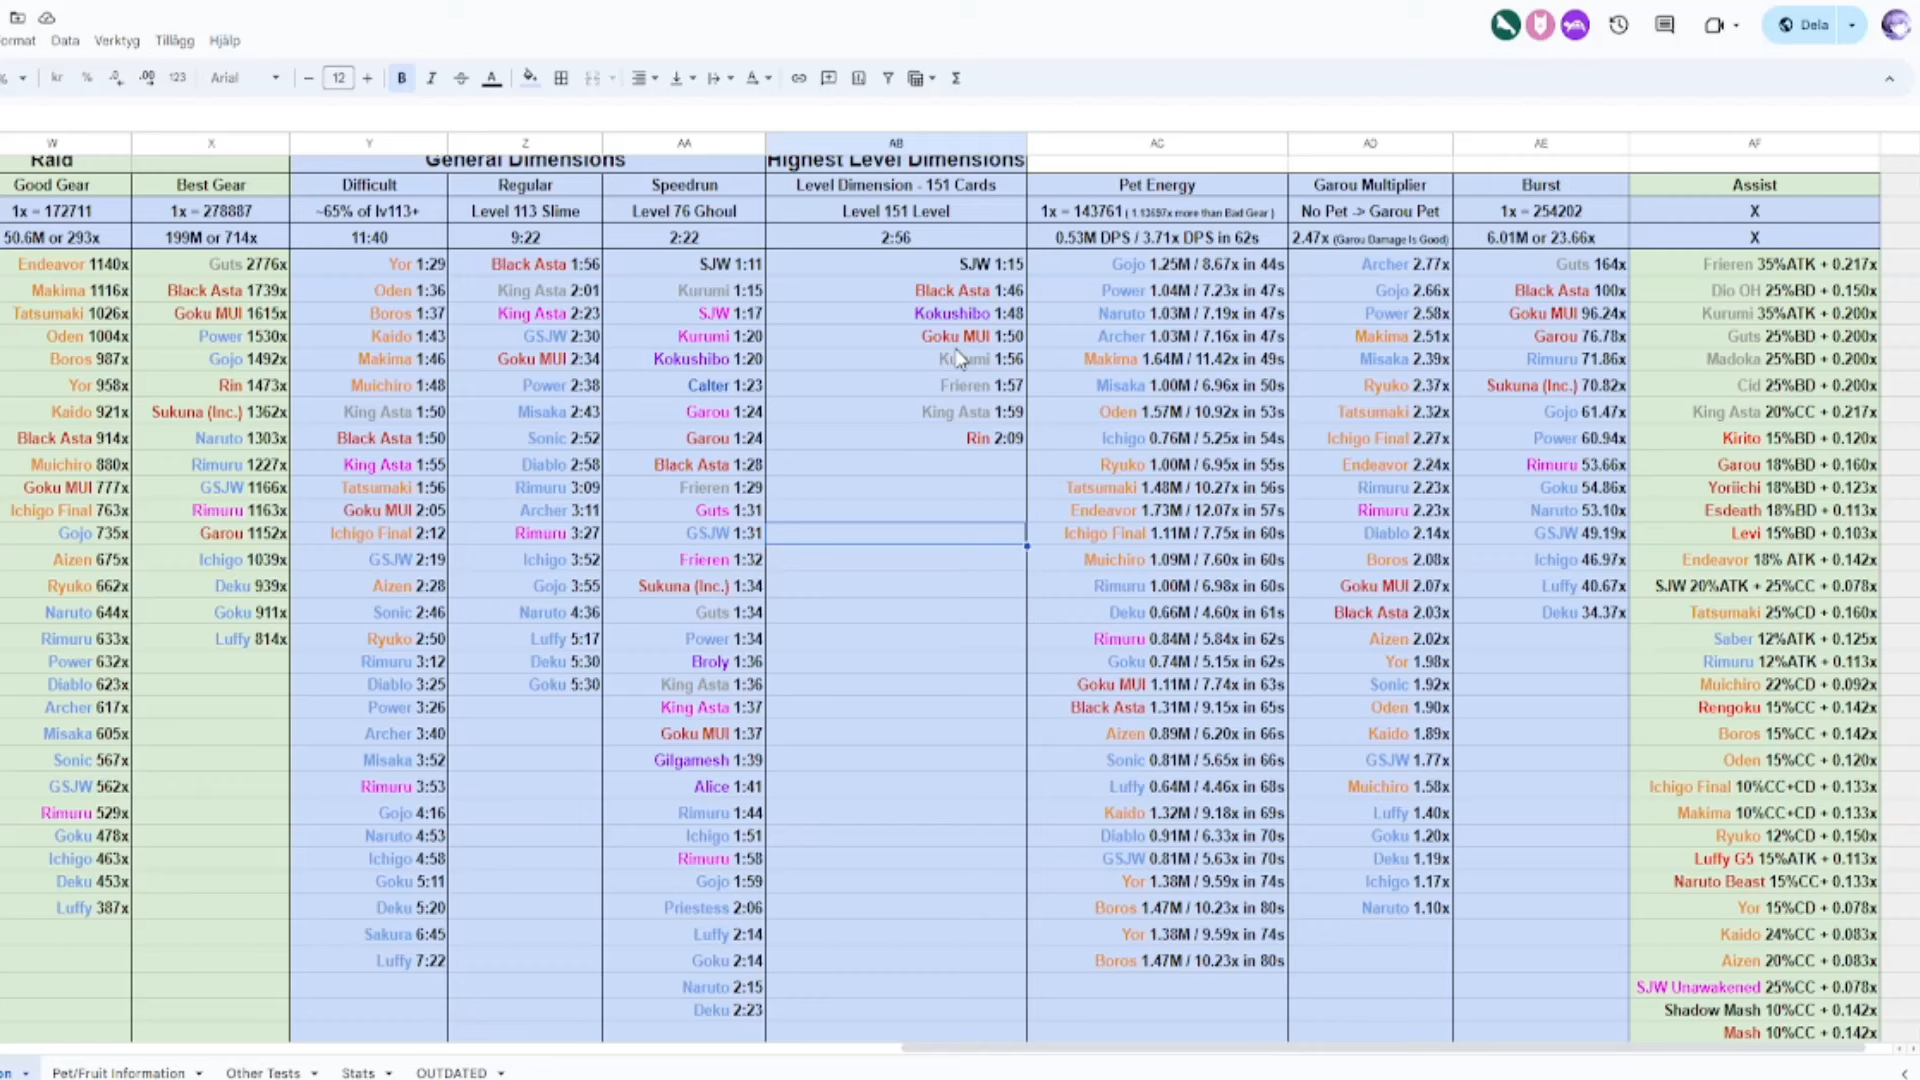 ormat Data Verktyg Tillägg Hjälp
Dela
% kr % .0 .00 123 Arial 12 B I S A
W X Y Z AA AB AC AD AE AF
Raid General Dimensions Highest Level Dimensions
Good Gear Best Gear Difficult Regular Speedrun Level Dimension - 151 Cards Pet Energy Garou Multiplier Burst Assist
1x = 172711 1x = 278887 ~65% of lv113+ Level 113 Slime Level 76 Ghoul Level 151 Level 1x = 143761 ( 1.13697x more than Bad Gear ) No Pet -> Garou Pet 1x = 254202 X
50.6M or 293x 199M or 714x 11:40 9:22 2:22 2:56 0.53M DPS / 3.71x DPS in 62s 2.47x (Garou Damage Is Good) 6.01M or 23.66x X
Endeavor 1140x Guts 2776x Yor 1:29 Black Asta 1:56 SJW 1:11 SJW 1:15 Gojo 1.25M / 8.67x in 44s Archer 2.77x Guts 164x Frieren 35%ATK + 0.217x
Makima 1116x Black Asta 1739x Oden 1:36 King Asta 2:01 Kurumi 1:15 Black Asta 1:46 Power 1.04M / 7.23x in 47s Gojo 2.66x Black Asta 100x Dio OH 25%BD + 0.150x
Tatsumaki 1026x Goku MUI 1615x Boros 1:37 King Asta 2:23 SJW 1:17 Kokushibo 1:48 Naruto 1.03M / 7.19x in 47s Power 2.58x Goku MUI 96.24x Kurumi 35%ATK + 0.200x
Oden 1004x Power 1530x Kaido 1:43 GSJW 2:30 Kurumi 1:20 Goku MUI 1:50 Archer 1.03M / 7.16x in 47s Makima 2.51x Garou 76.78x Guts 25%BD + 0.200x
Boros 987x Gojo 1492x Makima 1:46 Goku MUI 2:34 Kokushibo 1:20 Kurumi 1:56 Makima 1.64M / 11.42x in 49s Misaka 2.39x Rimuru 71.86x Madoka 25%BD + 0.200x
Yor 958x Rin 1473x Muichiro 1:48 Power 2:38 Calter 1:23 Frieren 1:57 Misaka 1.00M / 6.96x in 50s Ryuko 2.37x Sukuna (Inc.) 70.82x Cid 25%BD + 0.200x
Kaido 921x Sukuna (Inc.) 1362x King Asta 1:50 Misaka 2:43 Garou 1:24 King Asta 1:59 Oden 1.57M / 10.92x in 53s Tatsumaki 2.32x Gojo 61.47x King Asta 20%CC + 0.217x
Black Asta 914x Naruto 1303x Black Asta 1:50 Sonic 2:52 Garou 1:24 Rin 2:09 Ichigo 0.76M / 5.25x in 54s Ichigo Final 2.27x Power 60.94x Kirito 15%BD + 0.120x
Muichiro 880x Rimuru 1227x King Asta 1:55 Diablo 2:58 Black Asta 1:28 Ryuko 1.00M / 6.95x in 55s Endeavor 2.24x Rimuru 53.66x Garou 18%BD + 0.160x
Goku MUI 777x GSJW 1166x Tatsumaki 1:56 Rimuru 3:09 Frieren 1:29 Tatsumaki 1.48M / 10.27x in 56s Rimuru 2.23x Goku 54.86x Yoriichi 18%BD + 0.123x
Ichigo Final 763x Rimuru 1163x Goku MUI 2:05 Archer 3:11 Guts 1:31 Endeavor 1.73M / 12.07x in 57s Rimuru 2.23x Naruto 53.10x Esdeath 18%BD + 0.113x
Gojo 735x Garou 1152x Ichigo Final 2:12 Rimuru 3:27 GSJW 1:31 Ichigo Final 1.11M / 7.75x in 60s Diablo 2.14x GSJW 49.19x Levi 15%BD + 0.103x
Aizen 675x Ichigo 1039x GSJW 2:19 Ichigo 3:52 Frieren 1:32 Muichiro 1.09M / 7.60x in 60s Boros 2.08x Ichigo 46.97x Endeavor 18% ATK + 0.142x
Ryuko 662x Deku 939x Aizen 2:28 Gojo 3:55 Sukuna (Inc.) 1:34 Rimuru 1.00M / 6.98x in 60s Goku MUI 2.07x Luffy 40.67x SJW 20%ATK + 25%CC + 0.078x
Naruto 644x Goku 911x Sonic 2:46 Naruto 4:36 Guts 1:34 Deku 0.66M / 4.60x in 61s Black Asta 2.03x Deku 34.37x Tatsumaki 25%CD + 0.160x
Rimuru 633x Luffy 814x Ryuko 2:50 Luffy 5:17 Power 1:34 Rimuru 0.84M / 5.84x in 62s Aizen 2.02x Saber 12%ATK + 0.125x
Power 632x Rimuru 3:12 Deku 5:30 Broly 1:36 Goku 0.74M / 5.15x in 62s Yor 1.98x Rimuru 12%ATK + 0.113x
Diablo 623x Diablo 3:25 Goku 5:30 King Asta 1:36 Goku MUI 1.11M / 7.74x in 63s Sonic 1.92x Muichiro 22%CD + 0.092x
Archer 617x Power 3:26 King Asta 1:37 Black Asta 1.31M / 9.15x in 65s Oden 1.90x Rengoku 15%CC + 0.142x
Misaka 605x Archer 3:40 Goku MUI 1:37 Aizen 0.89M / 6.20x in 66s Kaido 1.89x Boros 15%CC + 0.142x
Sonic 567x Misaka 3:52 Gilgamesh 1:39 Sonic 0.81M / 5.65x in 66s GSJW 1.77x Oden 15%CC + 0.120x
GSJW 562x Rimuru 3:53 Alice 1:41 Luffy 0.64M / 4.46x in 68s Muichiro 1.58x Ichigo Final 10%CC+CD + 0.133x
Rimuru 529x Gojo 4:16 Rimuru 1:44 Kaido 1.32M / 9.18x in 69s Luffy 1.40x Makima 10%CC+CD + 0.133x
Goku 478x Naruto 4:53 Ichigo 1:51 Diablo 0.91M / 6.33x in 70s Goku 1.20x Ryuko 12%CD + 0.150x
Ichigo 463x Ichigo 4:58 Rimuru 1:58 GSJW 0.81M / 5.63x in 70s Deku 1.19x Luffy G5 15%ATK + 0.113x
Deku 453x Goku 5:11 Gojo 1:59 Yor 1.38M / 9.59x in 74s Ichigo 1.17x Naruto Beast 15%CC+ 0.133x
Luffy 387x Deku 5:20 Priestess 2:06 Boros 1.47M / 10.23x in 80s Naruto 1.10x Yor 15%CD + 0.078x
Sakura 6:45 Luffy 2:14 Yor 1.38M / 9.59x in 74s Kaido 24%CC + 0.083x
Luffy 7:22 Goku 2:14 Boros 1.47M / 10.23x in 80s Aizen 20%CC + 0.083x
Naruto 2:15 SJW Unawakened 25%CC + 0.078x
Deku 2:23 Shadow Mash 10%CC + 0.142x
Mash 10%CC + 0.142x
on Pet/Fruit Information Other Tests Stats OUTDATED